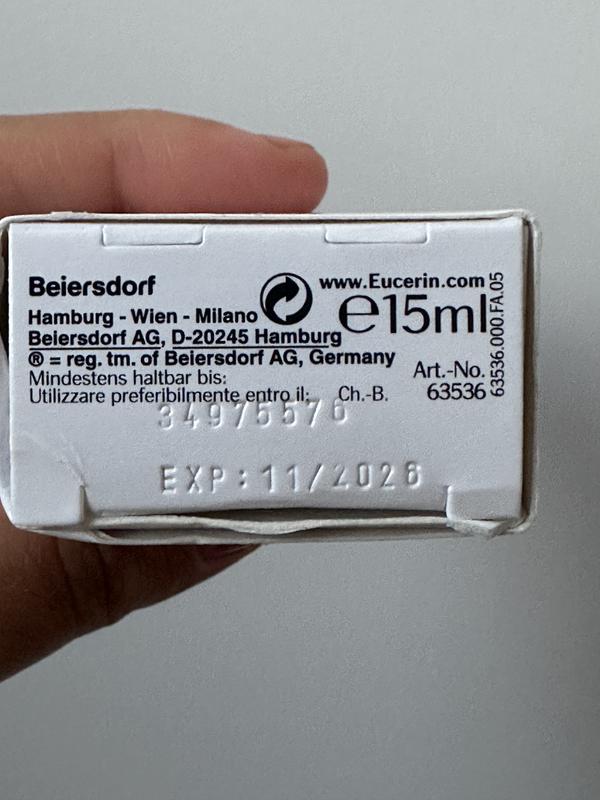 Beiersdorf
Hamburg - Wien - Milano
Beiersdorf AG, D-20245 Hamburg
® = reg. tm. of Beiersdorf AG, Germany
Mindestens haltbar bis:
Utilizzare preferibilmente entro il: Ch.-B.
www.Eucerin.com
℮15ml
Art.-No.
63536
63536.000.FA.05
34975576
EXP:11/2026